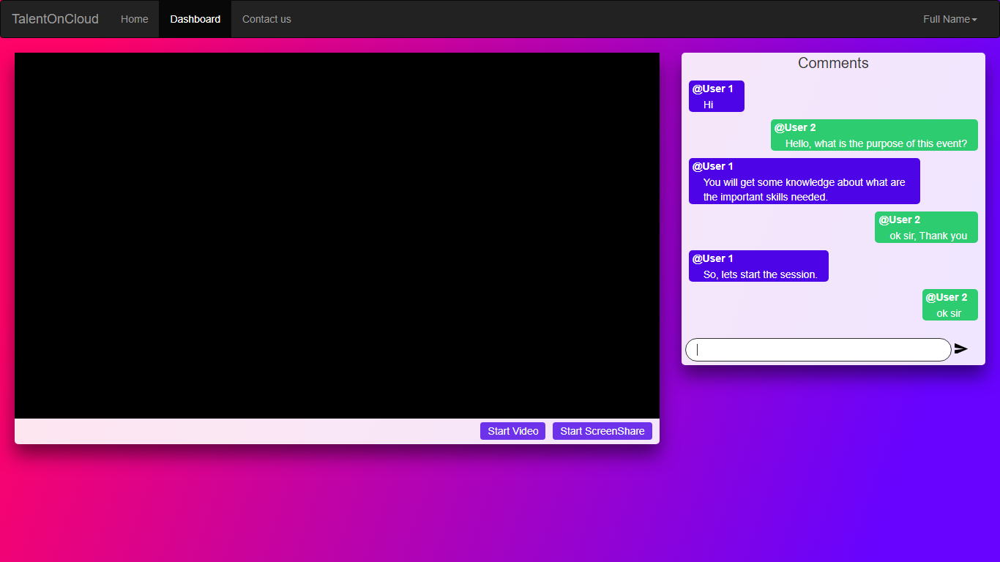 TalentOnCloud Home Dashboard Contact us Full Name
Comments
@User 1
Hi
@User 2
Hello, what is the purpose of this event?
@User 1
You will get some knowledge about what are
the important skills needed.
@User 2
ok sir, Thank you
@User 1
So, lets start the session.
@User 2
ok sir
Start Video Start ScreenShare